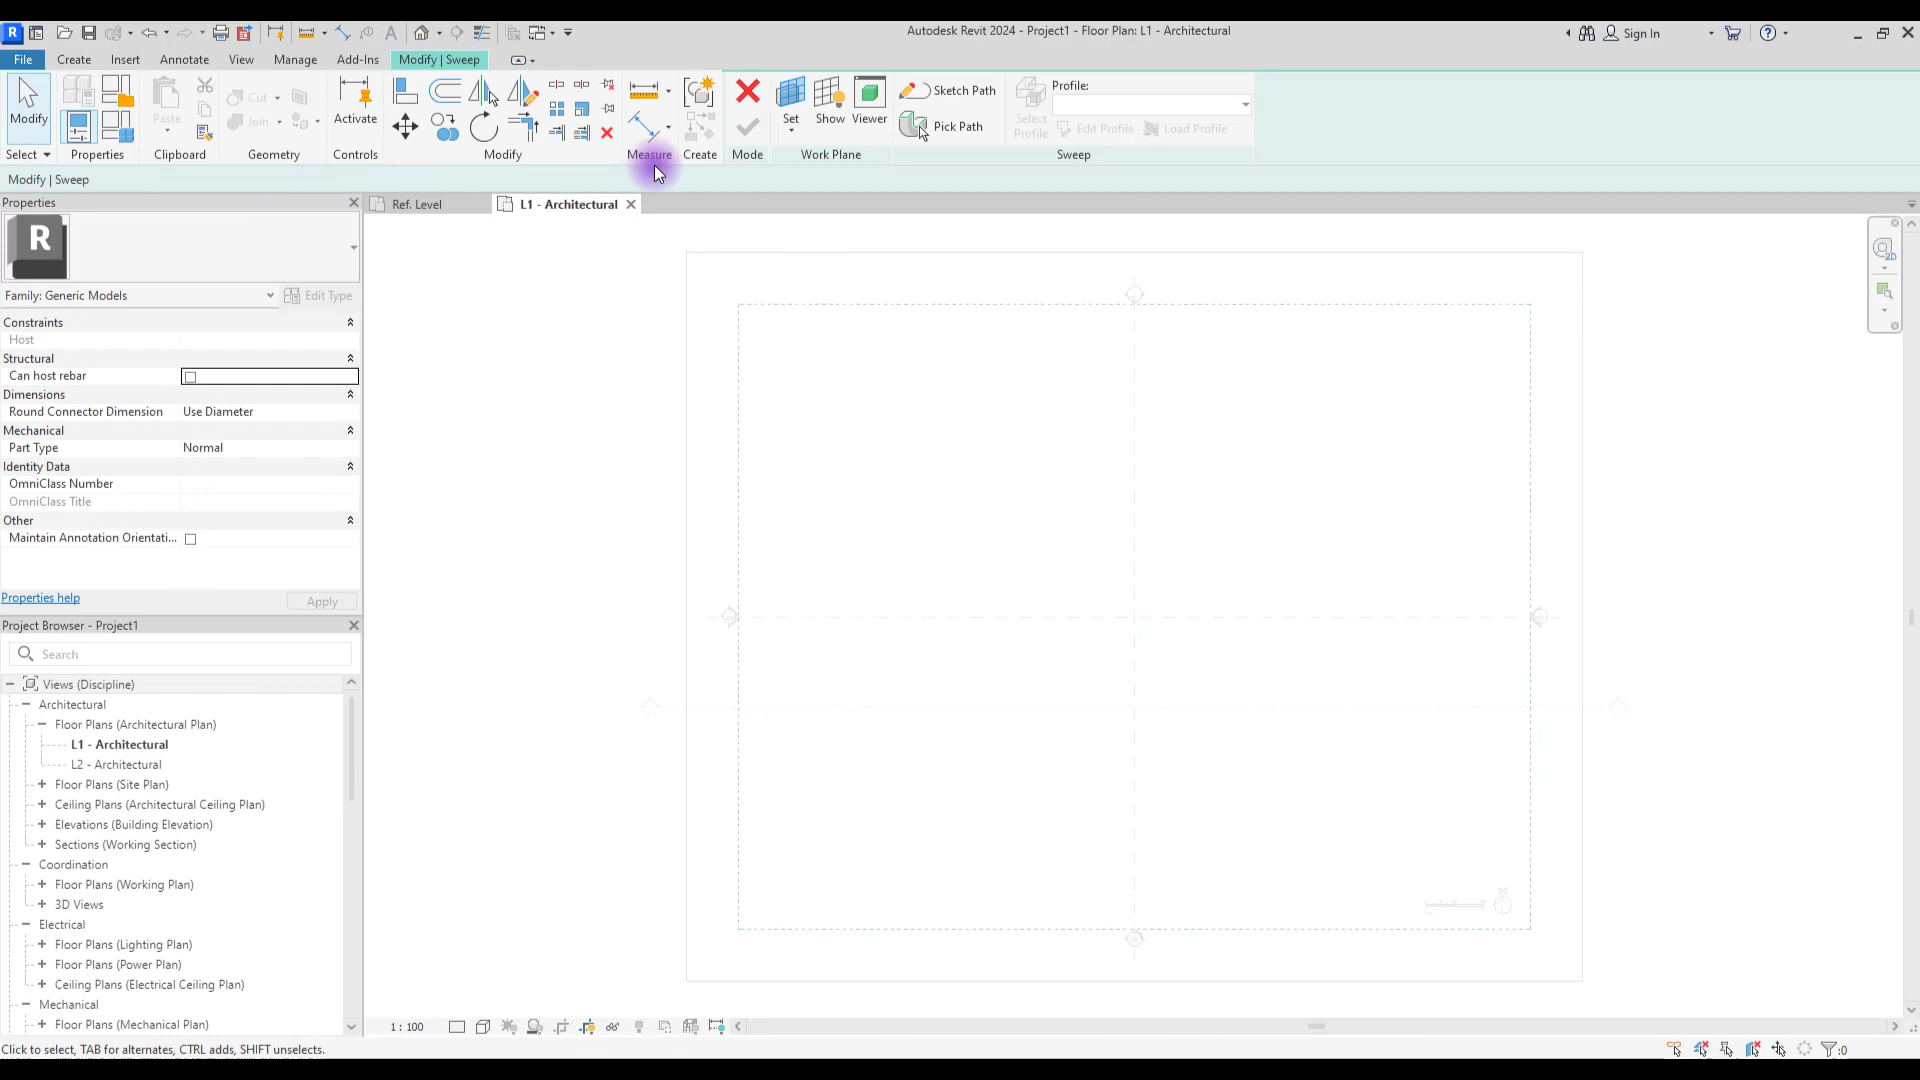 Autodesk Revit 2024 - Project1 - Floor Plan: L1 - Architectural
Sign In
File Create Insert Annotate View Manage Add-Ins Modify | Sweep
Modify
Paste
Cut
Join
Activate
Set
Show
Viewer
Sketch Path
Pick Path
Select Profile
Profile:
Edit Profile
Load Profile
Select Properties Clipboard Geometry Controls Modify Measure Create Mode Work Plane Sweep
Modify | Sweep
Properties
Ref. Level
L1 - Architectural
R
Family: Generic Models
Edit Type
Constraints
Host
Structural
Can host rebar
Dimensions
Round Connector Dimension Use Diameter
Mechanical
Part Type Normal
Identity Data
OmniClass Number
OmniClass Title
Other
Maintain Annotation Orientati...
Properties help
Apply
Project Browser - Project1
Search
Views (Discipline)
Architectural
Floor Plans (Architectural Plan)
L1 - Architectural
L2 - Architectural
Floor Plans (Site Plan)
Ceiling Plans (Architectural Ceiling Plan)
Elevations (Building Elevation)
Sections (Working Section)
Coordination
Floor Plans (Working Plan)
3D Views
Electrical
Floor Plans (Lighting Plan)
Floor Plans (Power Plan)
Ceiling Plans (Electrical Ceiling Plan)
Mechanical
Floor Plans (Mechanical Plan)
1 : 100
Click to select, TAB for alternates, CTRL adds, SHIFT unselects.
:0
2D
N